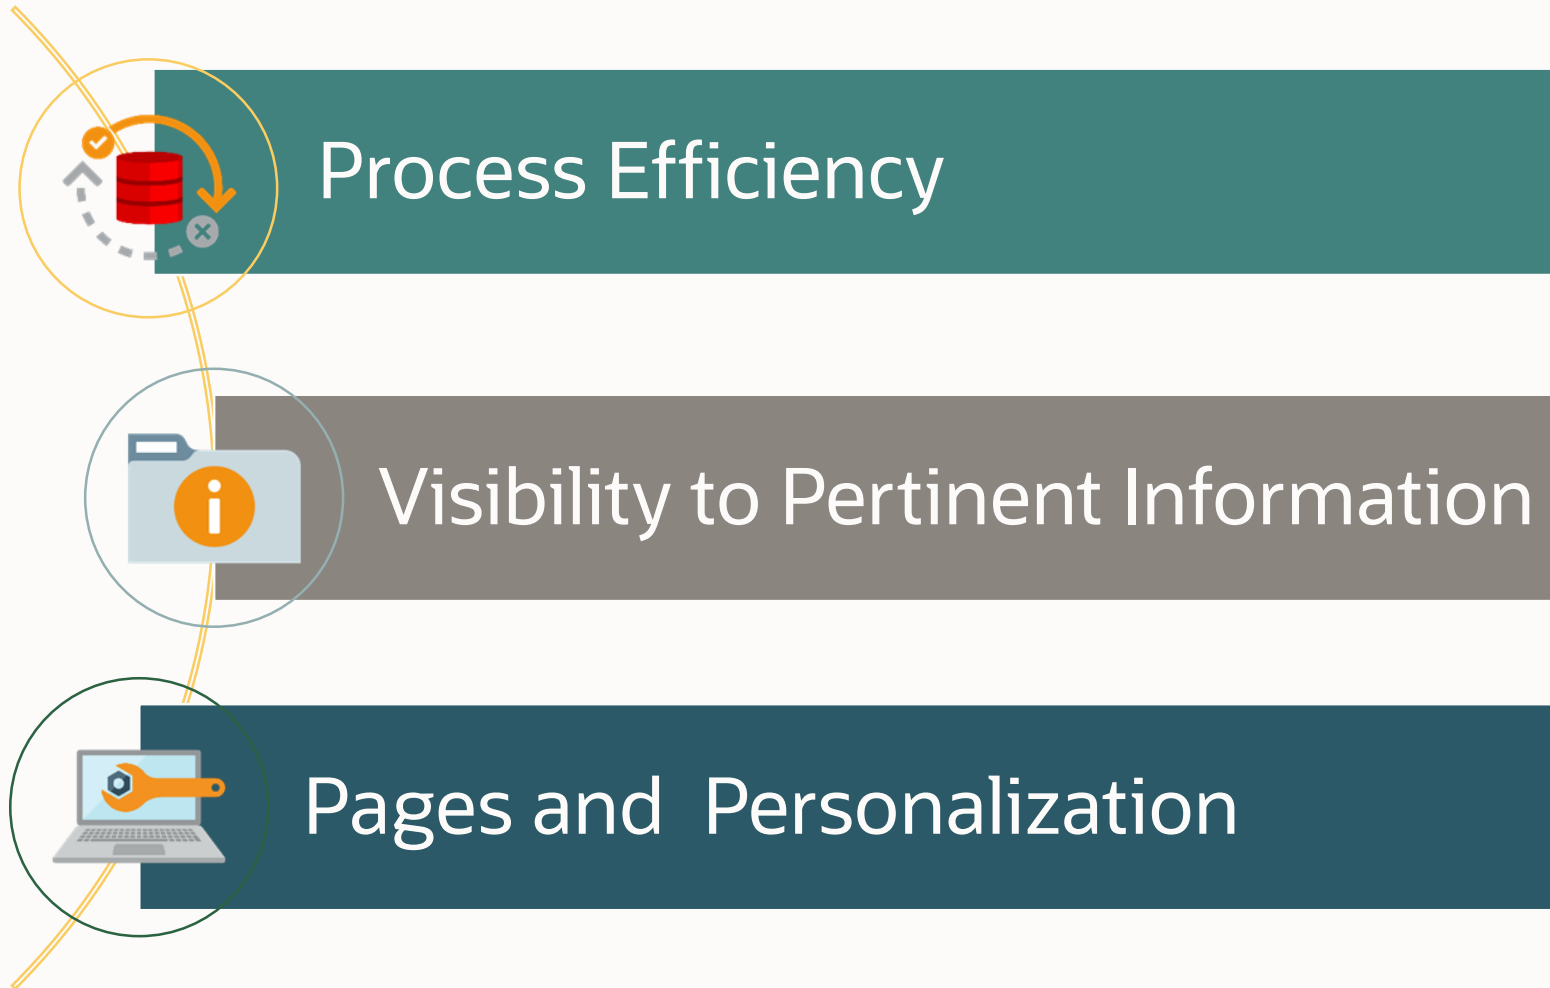 Process Efficiency
Visibility to Pertinent Information
Pages and  Personalization